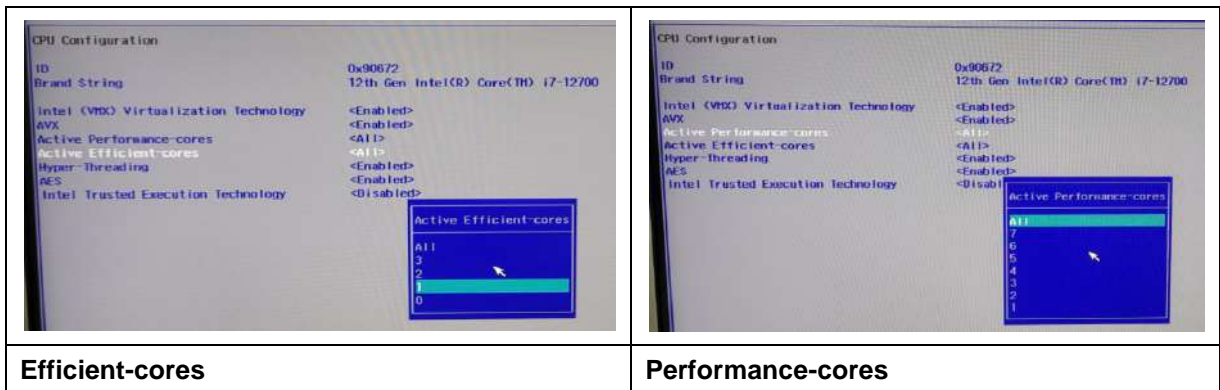 CPU Configuration
ID 0x90672
Brand String 12th Gen Intel(R) Core(TM) i7-12700
Intel (VMX) Virtualization Technology <Enabled>
AVX <Enabled>
Active Performance-cores <All>
Active Efficient-cores <All>
Hyper-Threading <Enabled>
AES <Enabled>
Intel Trusted Execution Technology <Disabled>
Active Efficient-cores
All
3
2
1
0
Efficient-cores
CPU Configuration
ID 0x90672
Brand String 12th Gen Intel(R) Core(TM) i7-12700
Intel (VMX) Virtualization Technology <Enabled>
AVX <Enabled>
Active Performance-cores <All>
Active Efficient-cores <All>
Hyper-Threading <Enabled>
AES <Enabled>
Intel Trusted Execution Technology <Disabl
Active Performance-cores
All
7
6
5
4
3
2
1
Performance-cores